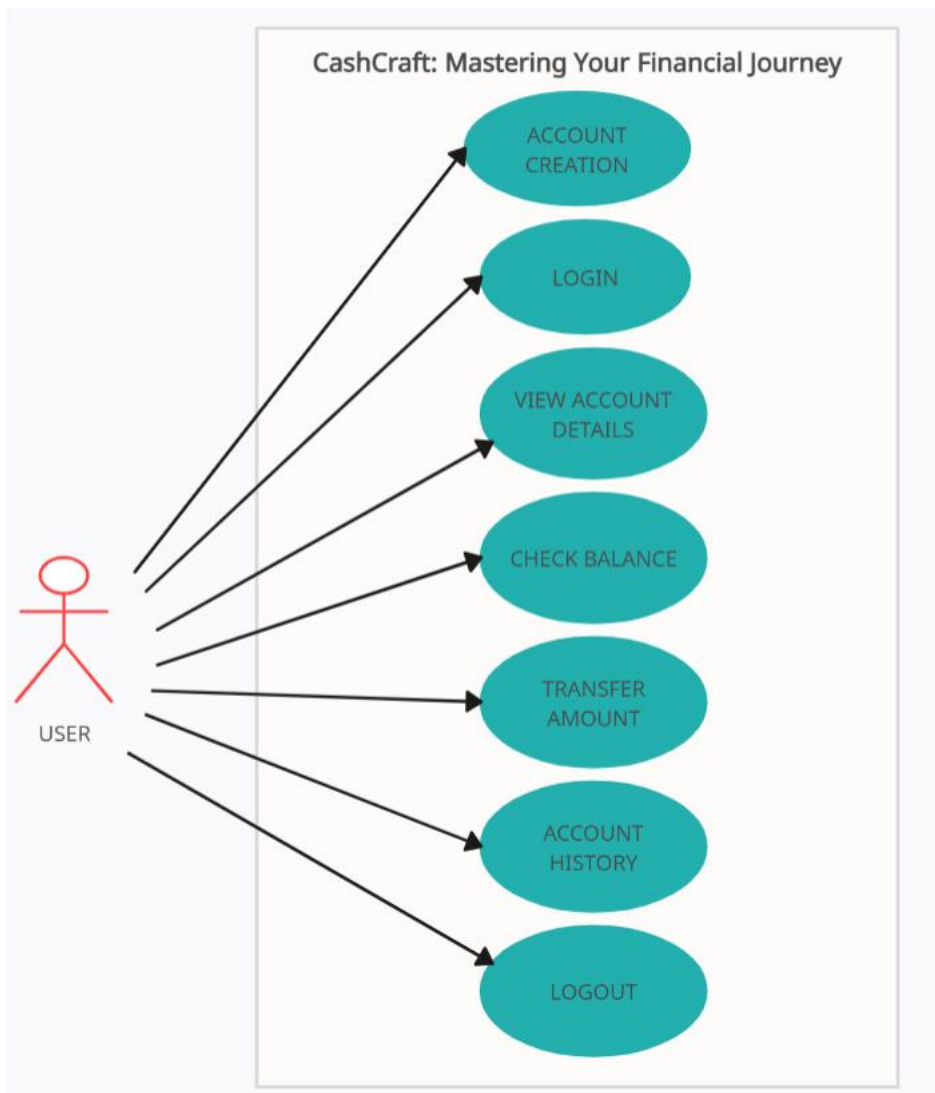 CashCraft: Mastering Your Financial Journey
ACCOUNT
CREATION
LOGIN
VIEW ACCOUNT
DETAILS
CHECK BALANCE
TRANSFER
AMOUNT
USER
ACCOUNT
HISTORY
LOGOUT